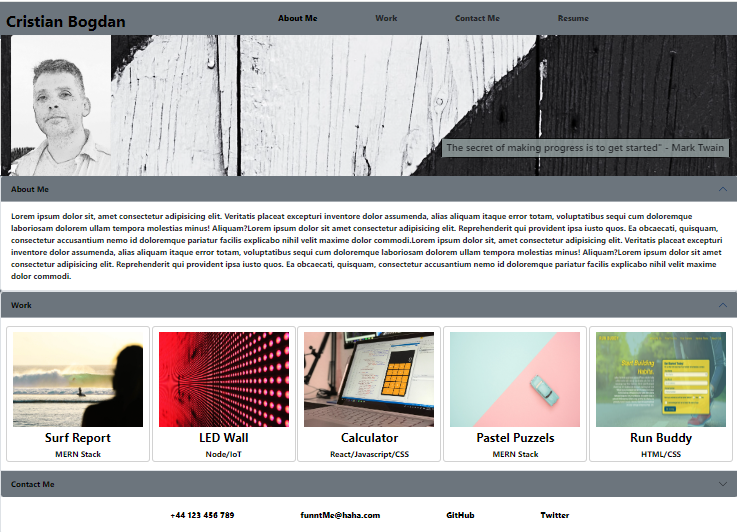 Cristian Bogdan
About Me Work Contact Me Resume
The secret of making progress is to get started" - Mark Twain
About Me
Lorem ipsum dolor sit, amet consectetur adipisicing elit. Veritatis placeat excepturi inventore dolor assumenda, alias aliquam itaque error totam, voluptatibus sequi cum doloremque
laboriosam dolorem ullam tempora molestias minus! Aliquam?Lorem ipsum dolor sit amet consectetur adipisicing elit. Reprehenderit qui provident ipsa iusto quos. Ea obcaecati, quisquam,
consectetur accusantium nemo id doloremque pariatur facilis explicabo nihil velit maxime dolor commodi.Lorem ipsum dolor sit, amet consectetur adipisicing elit. Veritatis placeat excepturi
inventore dolor assumenda, alias aliquam itaque error totam, voluptatibus sequi cum doloremque laboriosam dolorem ullam tempora molestias minus! Aliquam?Lorem ipsum dolor sit amet
consectetur adipisicing elit. Reprehenderit qui provident ipsa iusto quos. Ea obcaecati, quisquam, consectetur accusantium nemo id doloremque pariatur facilis explicabo nihil velit maxime
dolor commodi.
Work
Surf Report LED Wall Calculator Pastel Puzzels Run Buddy
MERN Stack Node/IoT React/Javascript/CSS MERN Stack HTML/CSS
Contact Me
+44 123 456 789 funntMe@haha.com GitHub Twitter